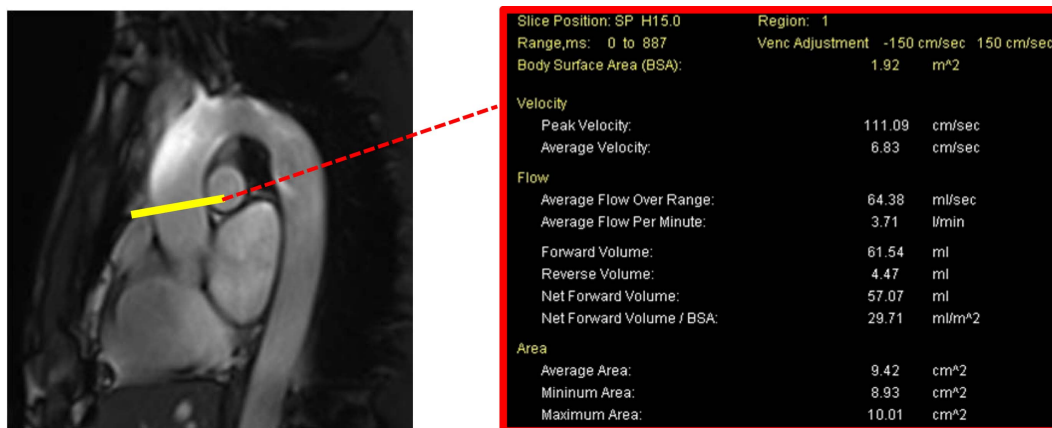 Slice Position: SP H15.0 Region: 1
Range,ms: 0 to 887 Venc Adjustment -150 cm/sec 150 cm/sec
Body Surface Area (BSA): 1.92 m^2
Velocity
Peak Velocity: 111.09 cm/sec
Average Velocity: 6.83 cm/sec
Flow
Average Flow Over Range: 64.38 ml/sec
Average Flow Per Minute: 3.71 l/min
Forward Volume: 61.54 ml
Reverse Volume: 4.47 ml
Net Forward Volume: 57.07 ml
Net Forward Volume / BSA: 29.71 ml/m^2
Area
Average Area: 9.42 cm^2
Mininum Area: 8.93 cm^2
Maximum Area: 10.01 cm^2